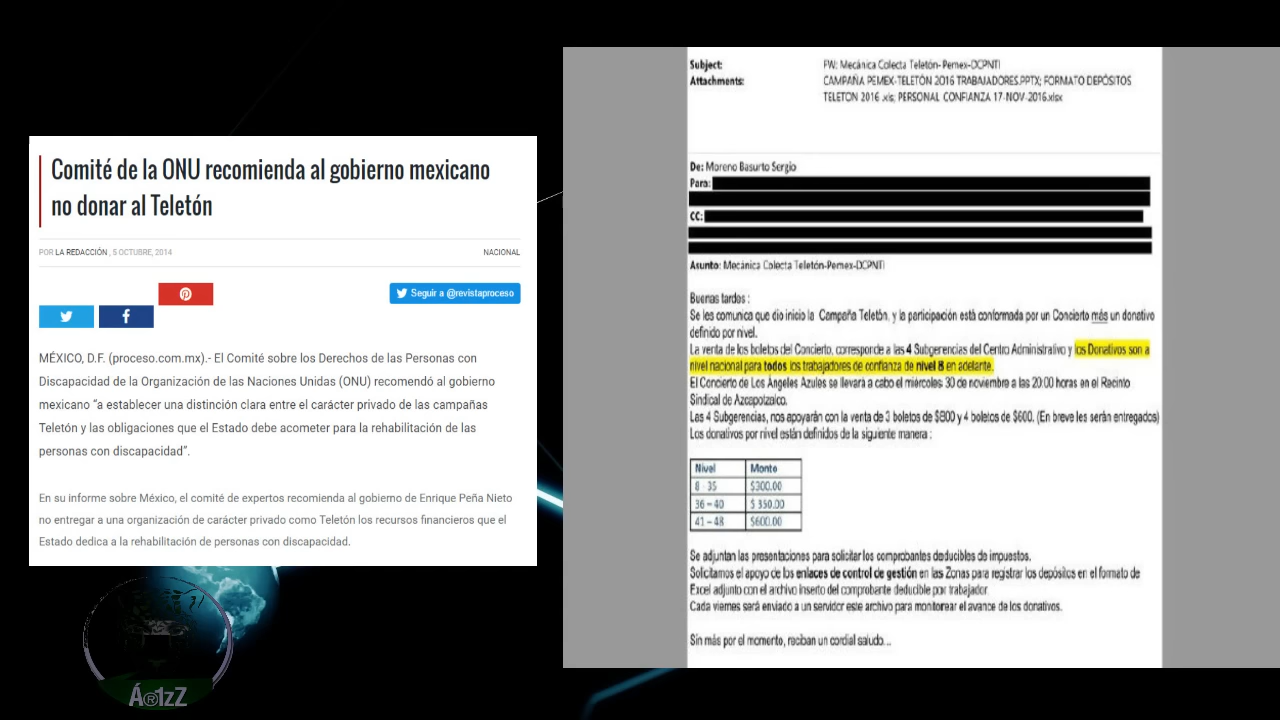 Comité de la ONU recomienda al gobierno mexicano
no donar al Teletón
POR LA REDACCIÓN , 5 OCTUBRE, 2014
NACIONAL
Seguir a @revistaproceso
MÉXICO, D.F. (proceso.com.mx).- El Comité sobre los Derechos de las Personas con
Discapacidad de la Organización de las Naciones Unidas (ONU) recomendó al gobierno
mexicano “a establecer una distinción clara entre el carácter privado de las campañas
Teletón y las obligaciones que el Estado debe acometer para la rehabilitación de las
personas con discapacidad”.
En su informe sobre México, el comité de expertos recomienda al gobierno de Enrique Peña Nieto
no entregar a una organización de carácter privado como Teletón los recursos financieros que el
Estado dedica a la rehabilitación de personas con discapacidad.
Á®1zZ
Subject: FW: Mecánica Colecta Teletón- Pemex-DCPNTI
Attachments: CAMPAÑA PEMEX-TELETÓN 2016 TRABAJADORES.PPTX; FORMATO DEPÓSITOS
TELETON 2016 .xls; PERSONAL CONFIANZA 17-NOV-2016.xlsx
De: Moreno Basurto Sergio
Para:
CC:
Asunto: Mecánica Colecta Teletón-Pemex-DCPNTI
Buenas tardes :
Se les comunica que dio inicio la Campaña Teletón, y la participación está conformada por un Concierto más un donativo
definido por nivel.
La venta de los boletos del Concierto, corresponde a las 4 Subgerencias del Centro Administrativo y los Donativos son a
nivel nacional para todos los trabajadores de confianza de nivel 8 en adelante.
El Concierto de Los Ángeles Azules se llevará a cabo el miércoles 30 de noviembre a las 20:00 horas en el Recinto
Sindical de Azcapotzalco.
Las 4 Subgerencias, nos apoyarán con la venta de 3 boletos de $800 y 4 boletos de $600. (En breve les serán entregados)
Los donativos por nivel están definidos de la siguiente manera :
Nivel Monto
8 - 35 $300.00
36 – 40 $ 350.00
41 – 48 $600.00
Se adjuntan las presentaciones para solicitar los comprobantes deducibles de impuestos.
Solicitamos el apoyo de los enlaces de control de gestión en las Zonas para registrar los depósitos en el formato de
Excel adjunto con el archivo inserto del comprobante deducible por trabajador.
Cada viernes será enviado a un servidor este archivo para monitorear el avance de los donativos.
Sin más por el momento, reciban un cordial saludo...